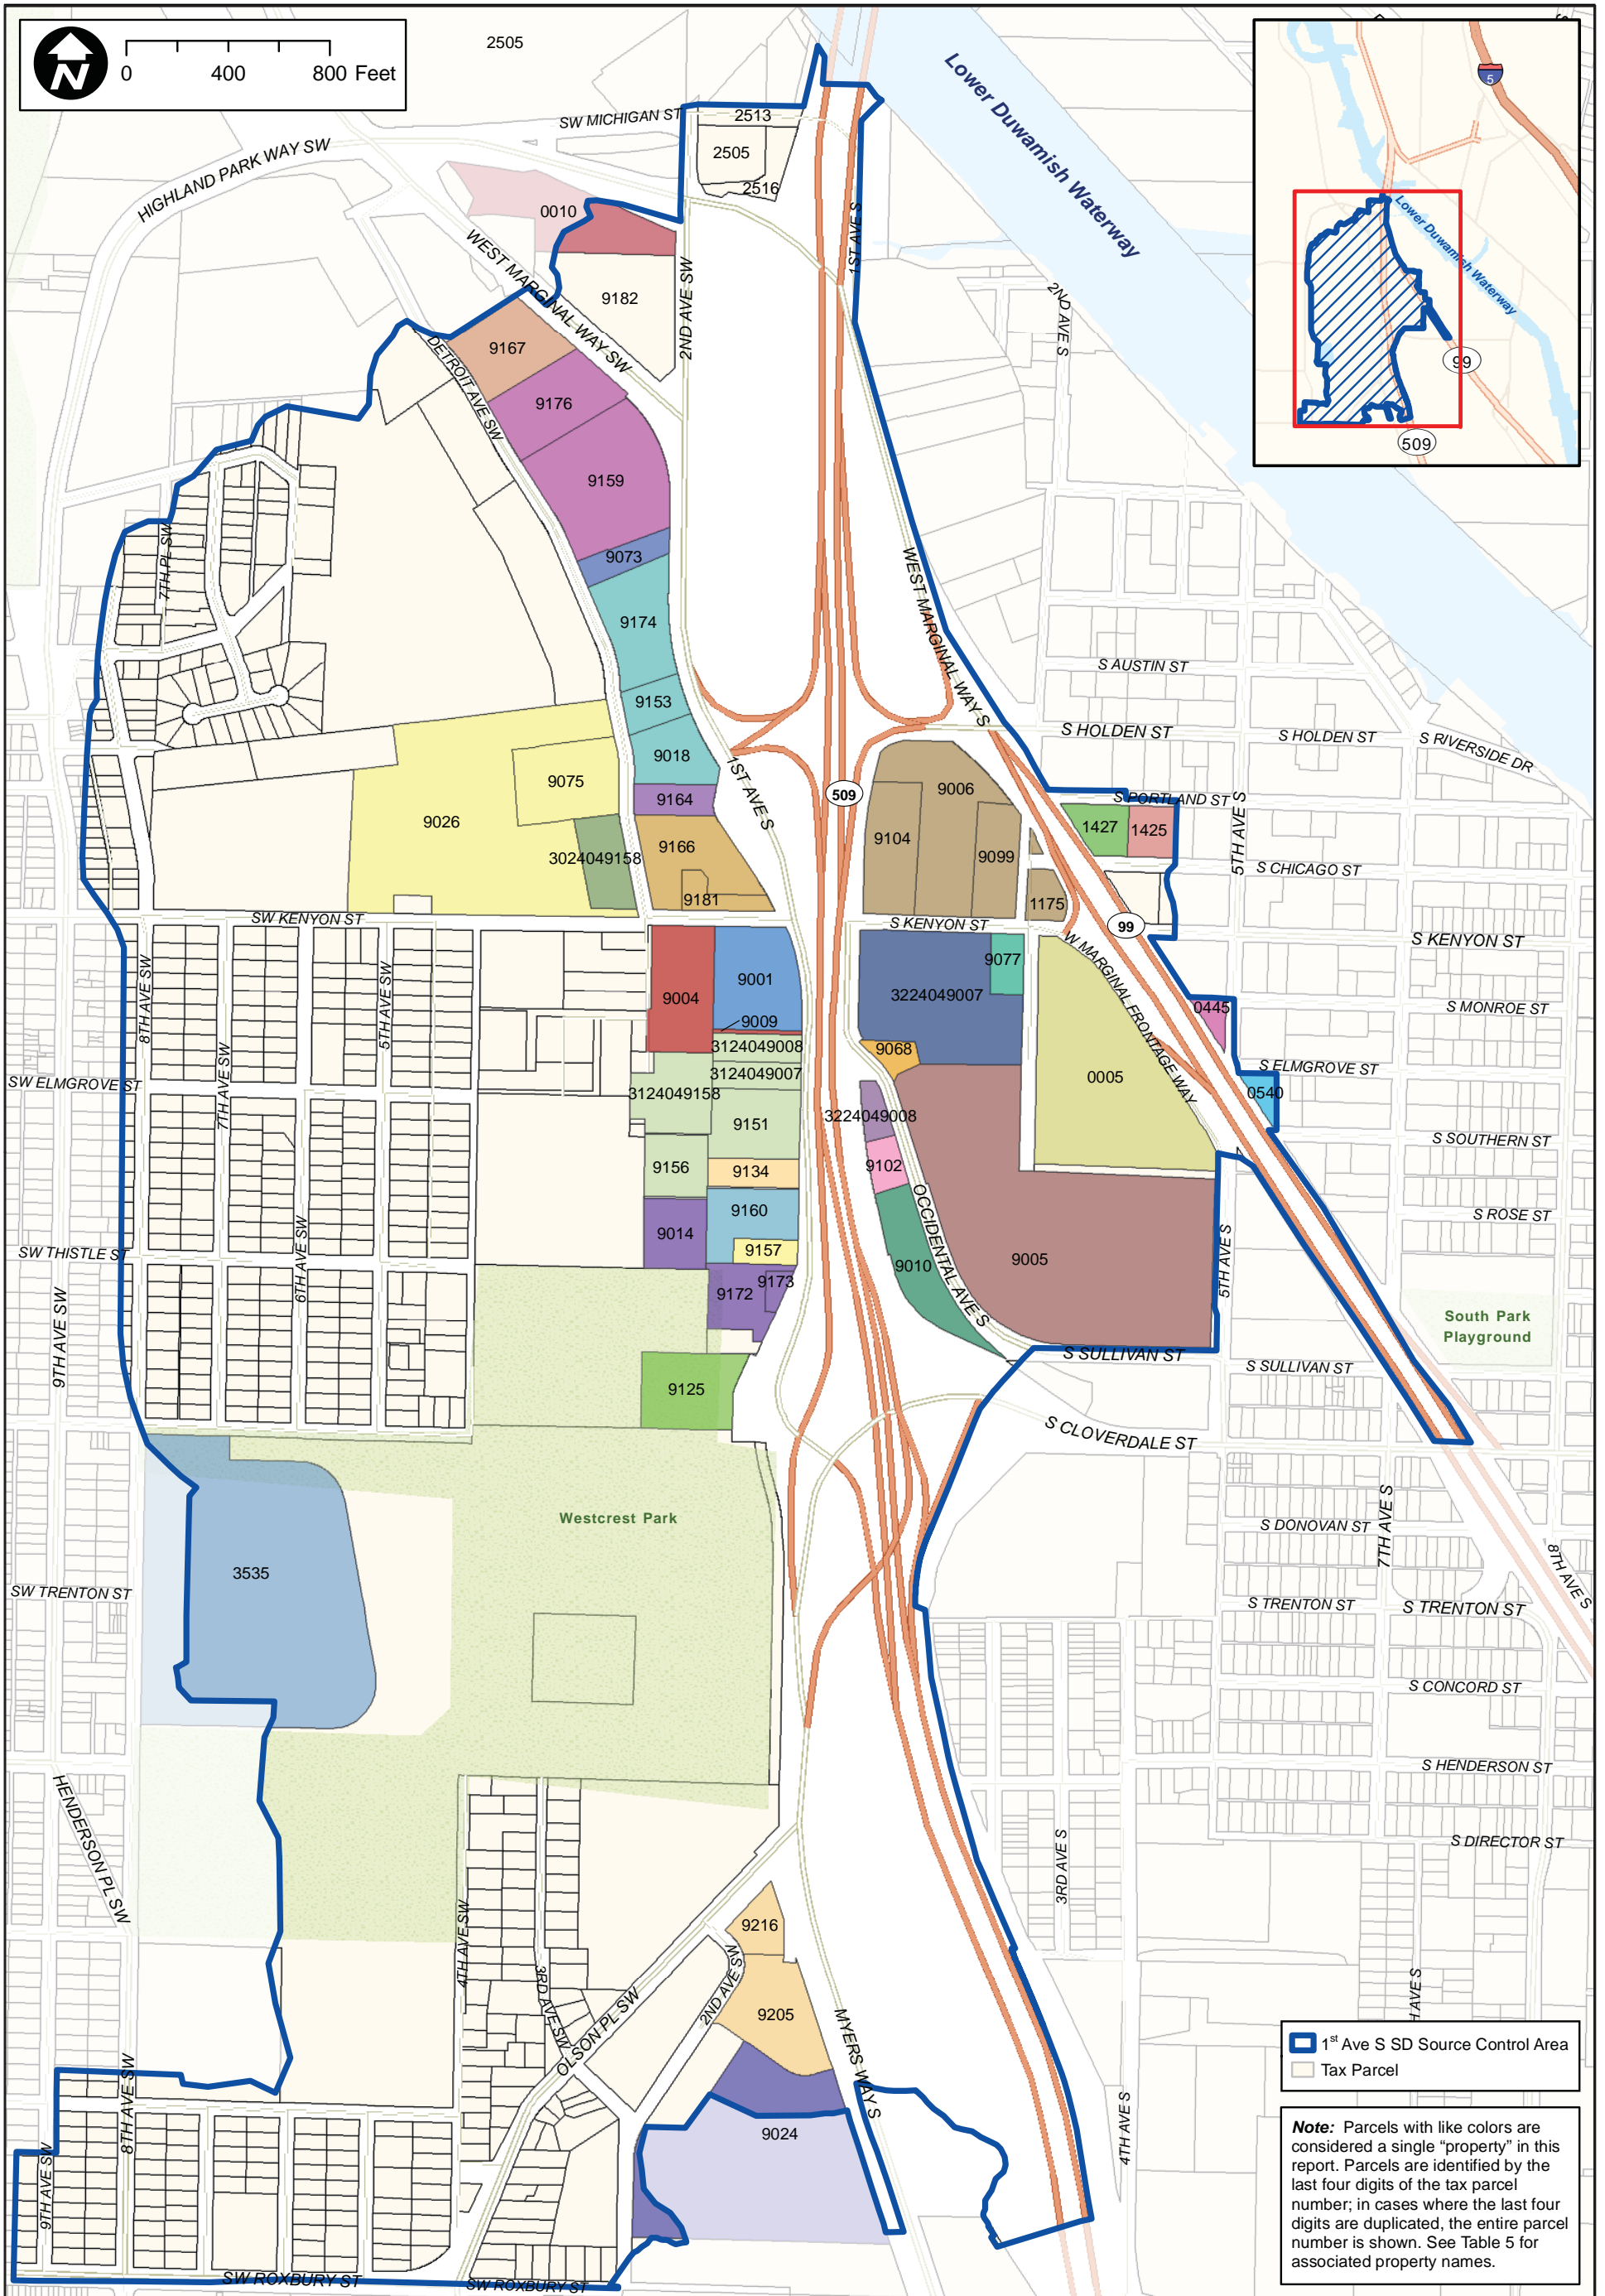 N
0 400 800 Feet
2505
SW MICHIGAN ST
2513
2505
2516
HIGHLAND PARK WAY SW
0010
WEST MARGINAL WAY SW
9182
2ND AVE SW
1ST AVE S
Lower Duwamish Waterway
2ND AVE S
5
Lower Duwamish Waterway
99
509
DETROIT AVE SW
9167
9176
9159
9073
9174
9153
9018
9164
9166
9181
7TH PL SW
9075
9026
3024049158
1ST AVE S
509
WEST MARGINAL WAY S
S AUSTIN ST
S HOLDEN ST
S HOLDEN ST
S RIVERSIDE DR
S PORTLAND ST
5TH AVE S
9006
9104
9099
1427
1425
S CHICAGO ST
1175
99
SW KENYON ST
S KENYON ST
S KENYON ST
W MARGINAL FRONTAGE WAY
8TH AVE SW
7TH AVE SW
5TH AVE SW
9004
9001
9009
3124049008
3124049007
3124049158
9151
9156
9134
9160
9014
9157
9173
9172
9125
3224049007
9077
9068
0005
3224049008
9102
OCCIDENTAL AVE S
9010
9005
0445
S MONROE ST
S ELMGROVE ST
0540
S SOUTHERN ST
S ROSE ST
SW ELMGROVE ST
SW THISTLE ST
6TH AVE SW
9TH AVE SW
5TH AVE S
South Park
Playground
S SULLIVAN ST
S SULLIVAN ST
S CLOVERDALE ST
Westcrest Park
3535
SW TRENTON ST
S DONOVAN ST
7TH AVE S
8TH AVE S
S TRENTON ST
S TRENTON ST
S CONCORD ST
S HENDERSON ST
S DIRECTOR ST
HENDERSON PL SW
3RD AVE S
4TH AVE SW
3RD AVE SW
OLSON PL SW
9216
2ND AVE SW
9205
MYERS WAY S
9024
4TH AVE S
8TH AVE SW
9TH AVE SW
SW ROXBURY ST
SW ROXBURY ST
1st Ave S SD Source Control Area
Tax Parcel
Note: Parcels with like colors are
considered a single “property” in this
report. Parcels are identified by the
last four digits of the tax parcel
number; in cases where the last four
digits are duplicated, the entire parcel
number is shown. See Table 5 for
associated property names.